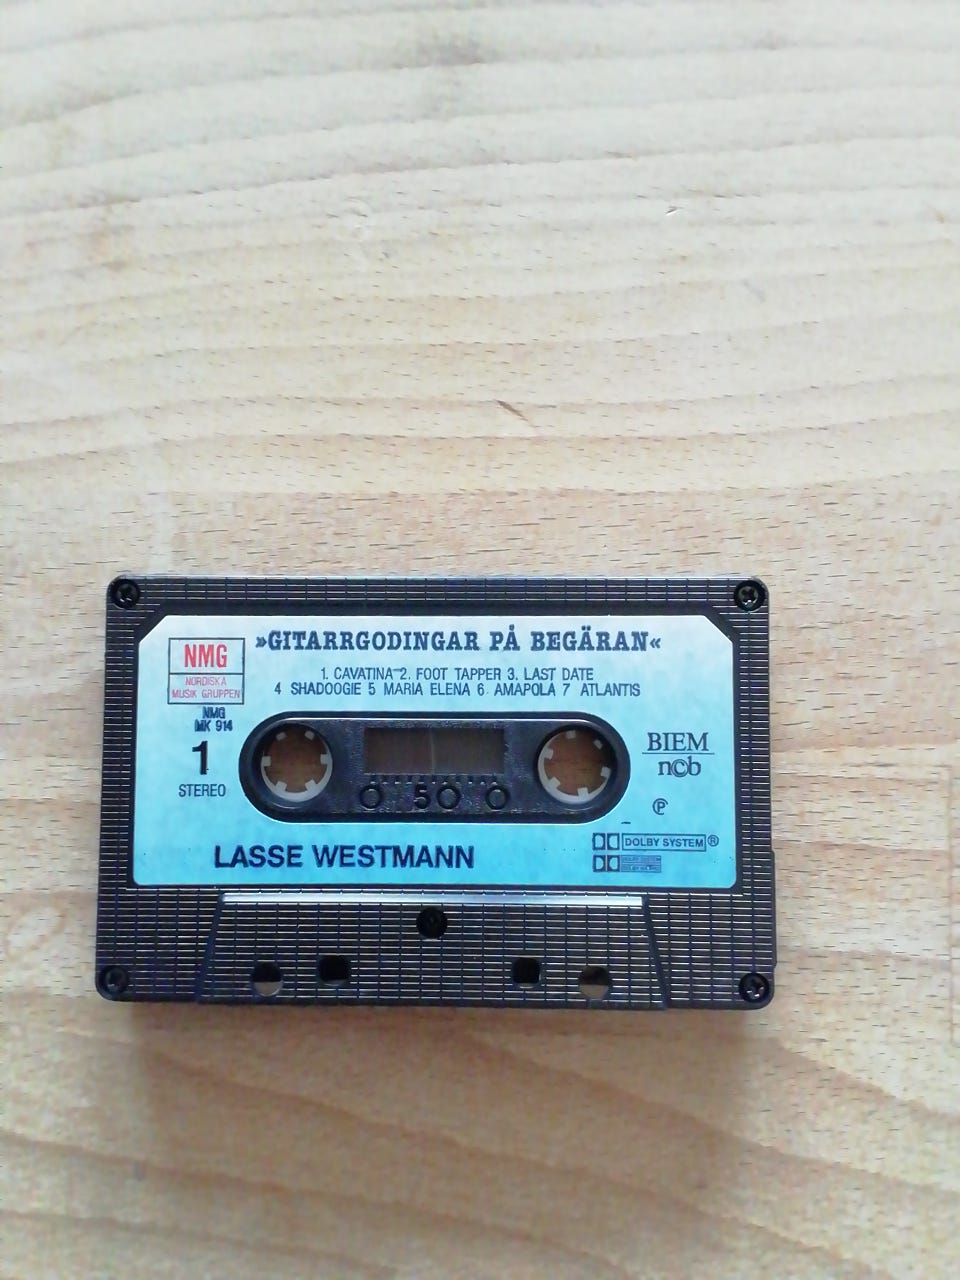 »GITARRGODINGAR PÅ BEGÄRAN«
NMG
NORDISKA
MUSIK GRUPPEN
1. CAVATINA 2. FOOT TAPPER 3. LAST DATE
4 SHADOOGIE 5 MARIA ELENA 6. AMAPOLA 7 ATLANTIS
NMG
MK 914
1
STEREO
50
BIEM
n©b
℗
LASSE WESTMANN
DOLBY SYSTEM ®